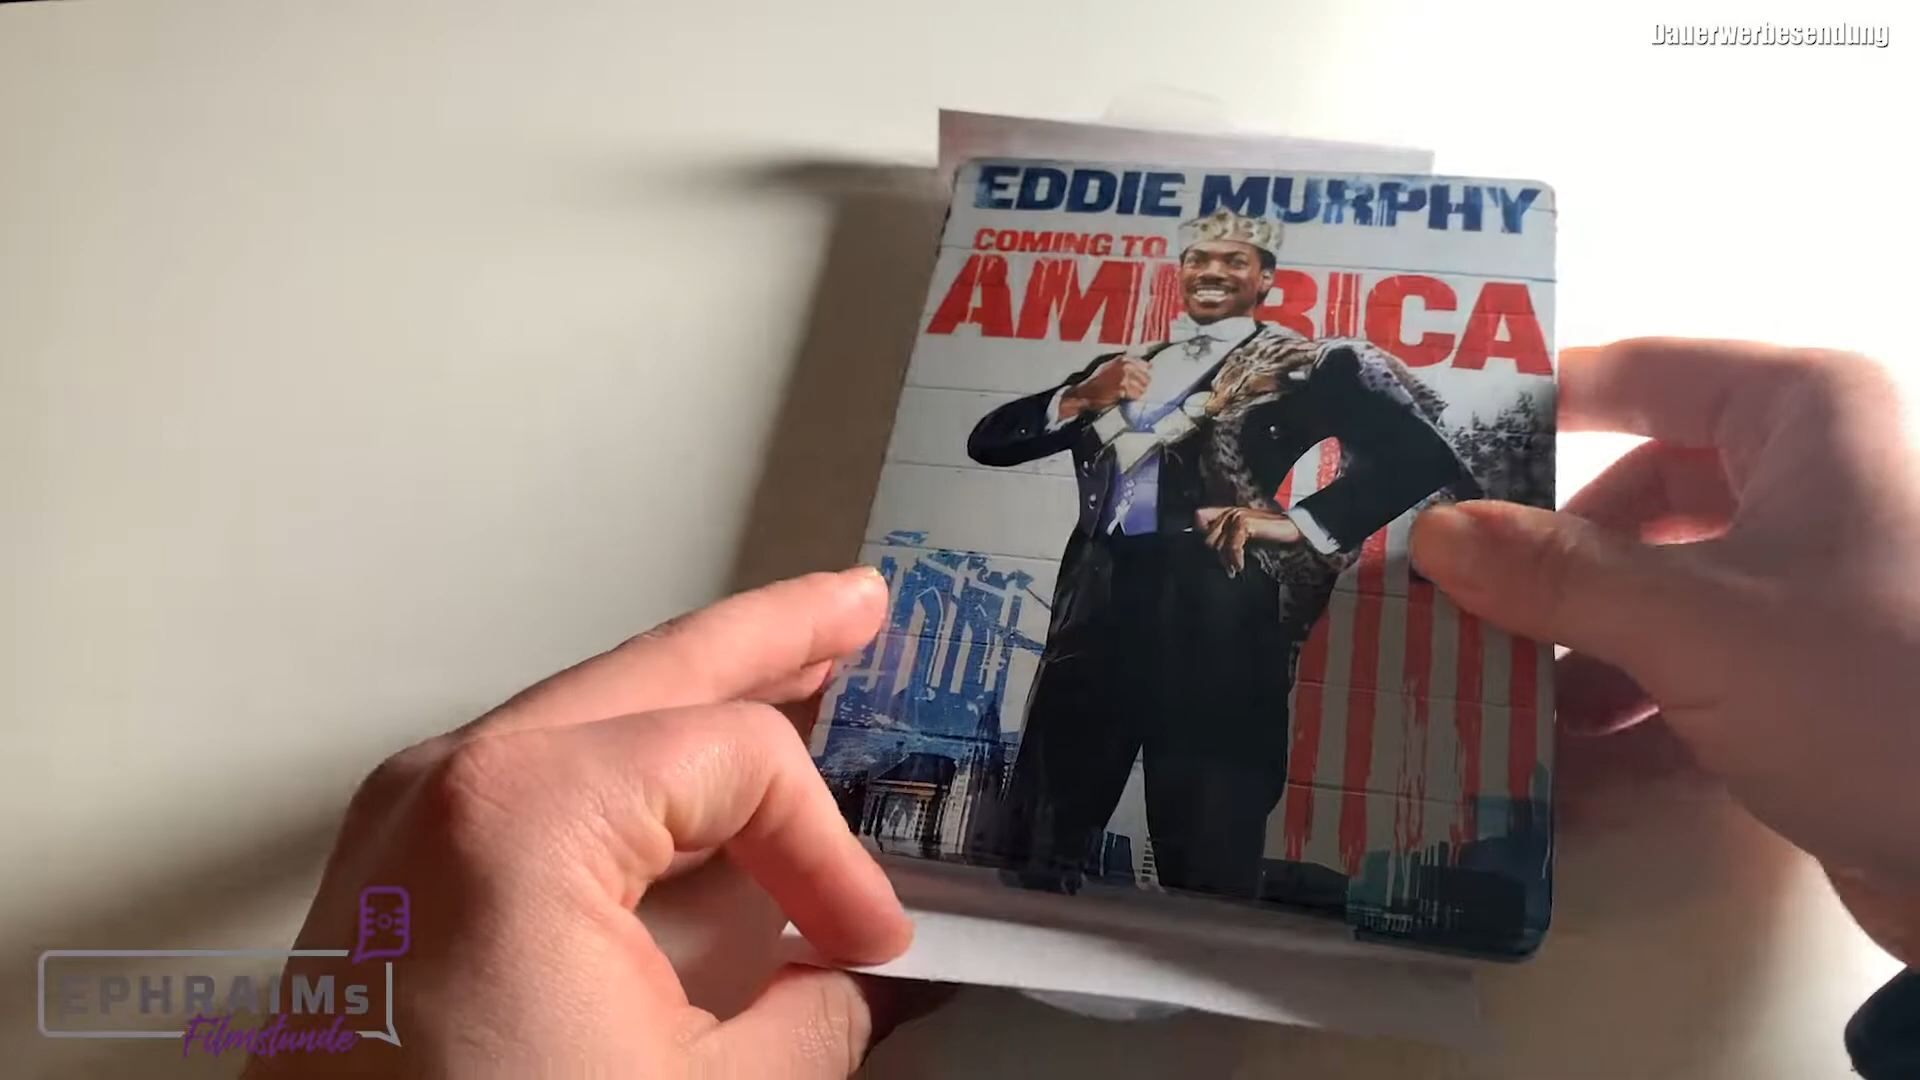 Dauerwerbesendung
EDDIE MURPHY
COMING TO
AMERICA
EPHRAIMs
Filmstunde